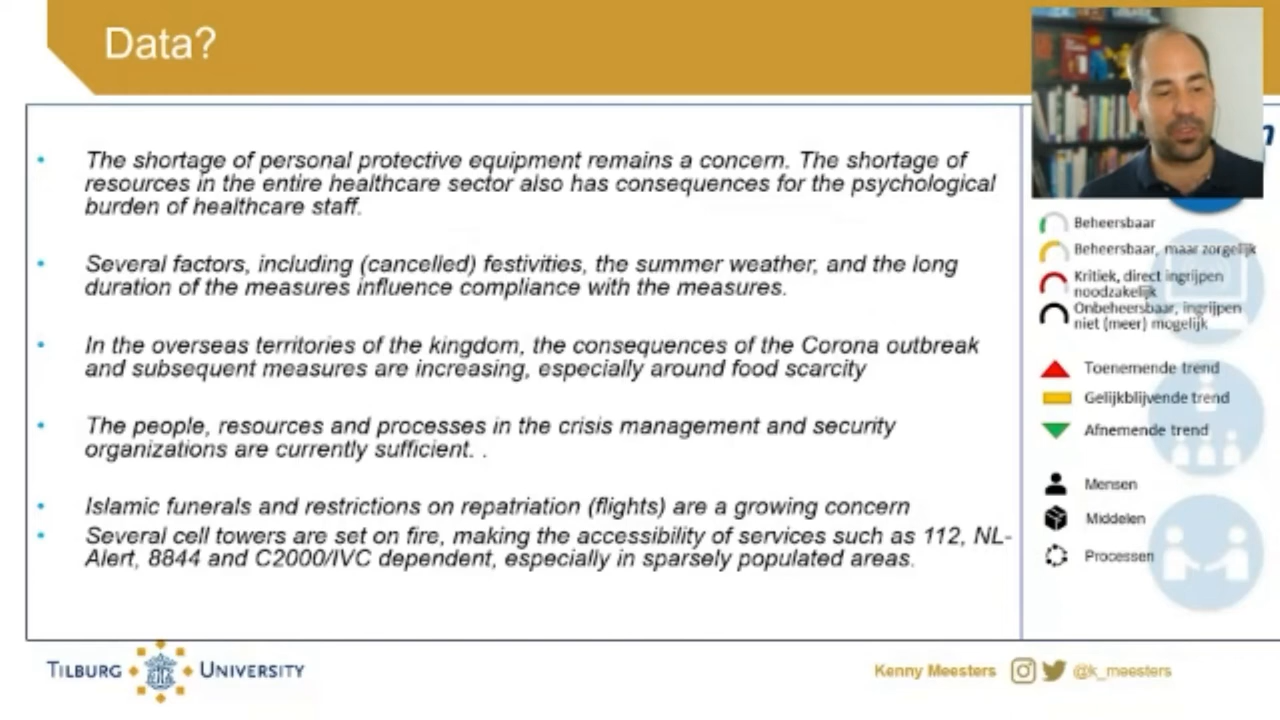 Data?
• The shortage of personal protective equipment remains a concern. The shortage of
resources in the entire healthcare sector also has consequences for the psychological
burden of healthcare staff.
• Several factors, including (cancelled) festivities, the summer weather, and the long
duration of the measures influence compliance with the measures.
• In the overseas territories of the kingdom, the consequences of the Corona outbreak
and subsequent measures are increasing, especially around food scarcity
• The people, resources and processes in the crisis management and security
organizations are currently sufficient. .
• Islamic funerals and restrictions on repatriation (flights) are a growing concern
• Several cell towers are set on fire, making the accessibility of services such as 112, NL-
Alert, 8844 and C2000/IVC dependent, especially in sparsely populated areas.
Beheersbaar
Beheersbaar, maar zorgelijk
Kritiek, direct ingrijpen
noodzakelijk
Onbeheersbaar, ingrijpen
niet (meer) mogelijk
Toenemende trend
Gelijkblijvende trend
Afnemende trend
Mensen
Middelen
Processen
TILBURG UNIVERSITY
Kenny Meesters @k_meesters